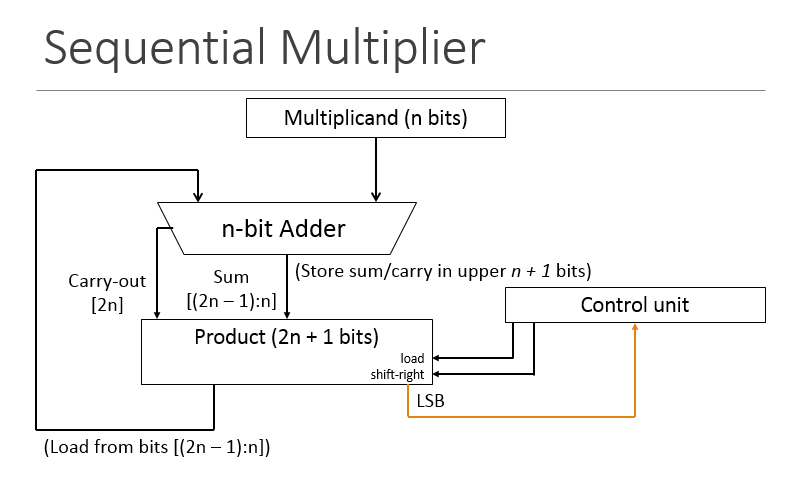 Sequential Multiplier
Multiplicand (n bits)
n-bit Adder
(Store sum/carry in upper n + 1 bits)
Carry-out
[2n]
Sum
[(2n – 1):n]
Control unit
Product (2n + 1 bits)
load
shift-right
LSB
(Load from bits [(2n – 1):n])